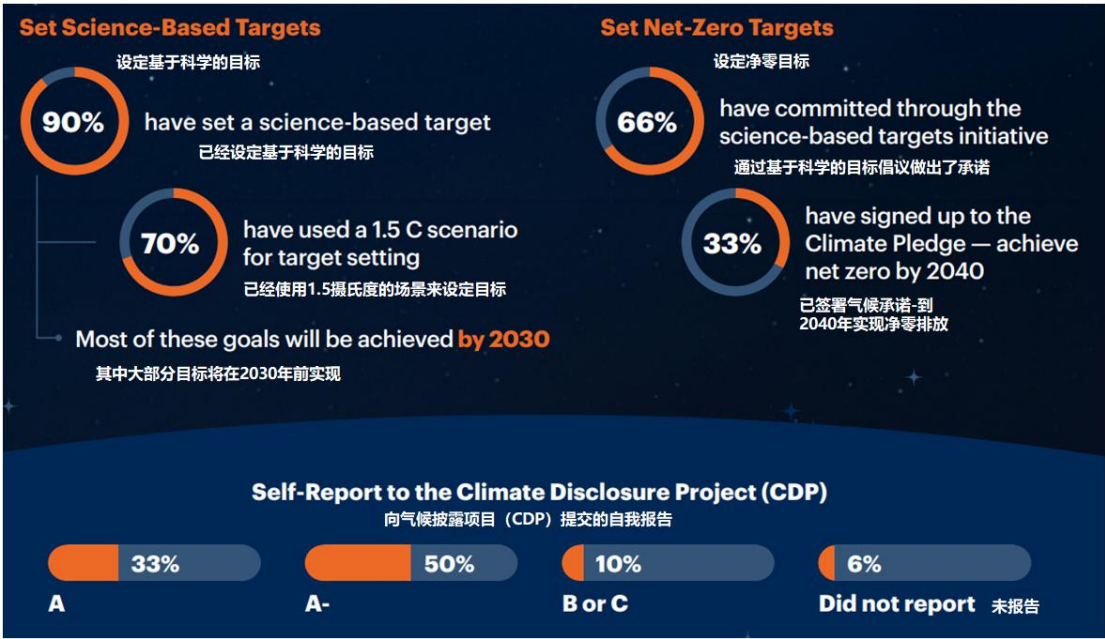 Set Science-Based Targets
设定基于科学的目标
90%
have set a science-based target
已经设定基于科学的目标
70%
have used a 1.5 C scenario
for target setting
已经使用1.5摄氏度的场景来设定目标
Most of these goals will be achieved by 2030
其中大部分目标将在2030年前实现
Set Net-Zero Targets
设定净零目标
66%
have committed through the
science-based targets initiative
通过基于科学的目标倡议做出了承诺
33%
have signed up to the
Climate Pledge — achieve
net zero by 2040
已签署气候承诺-到
2040年实现净零排放
Self-Report to the Climate Disclosure Project (CDP)
向气候披露项目（CDP）提交的自我报告
33%
A
50%
A-
10%
B or C
6%
Did not report 未报告